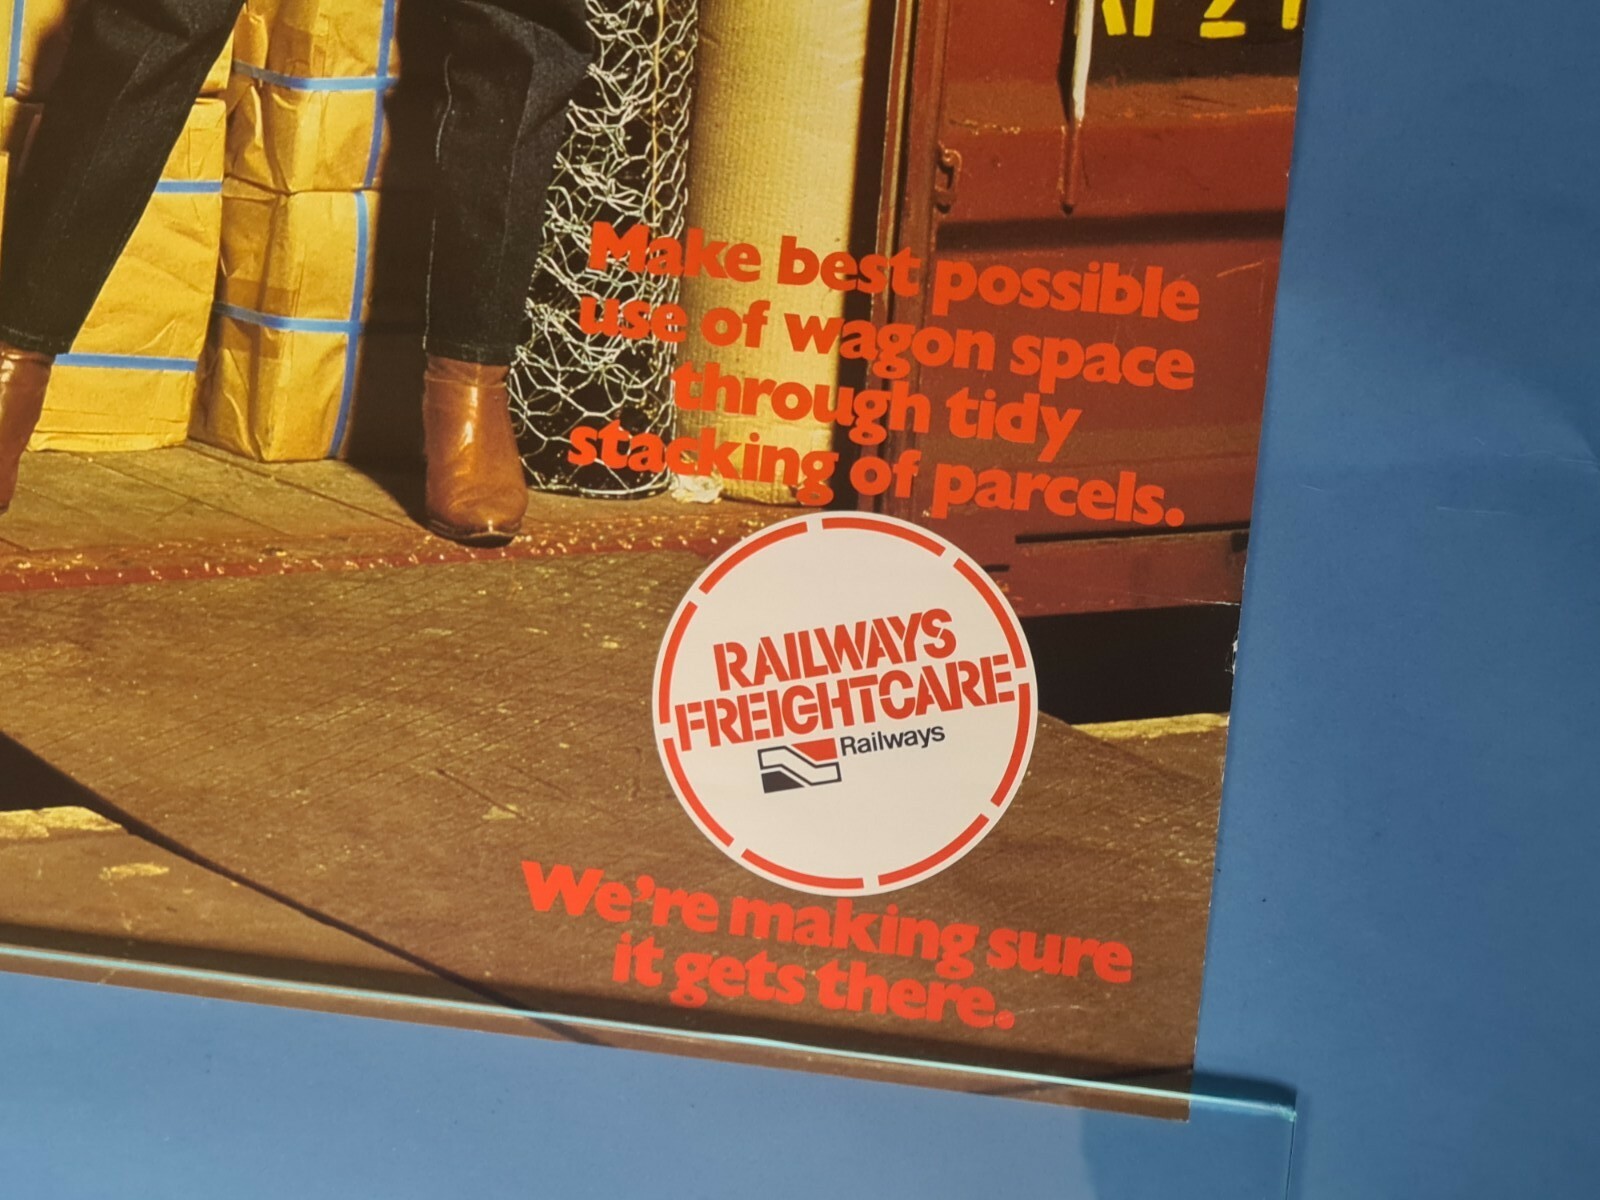 Make best possible
use of wagon space
through tidy
stacking of parcels.
RAILWAYS
FREIGHTCARE
Railways
We're making sure
it gets there.